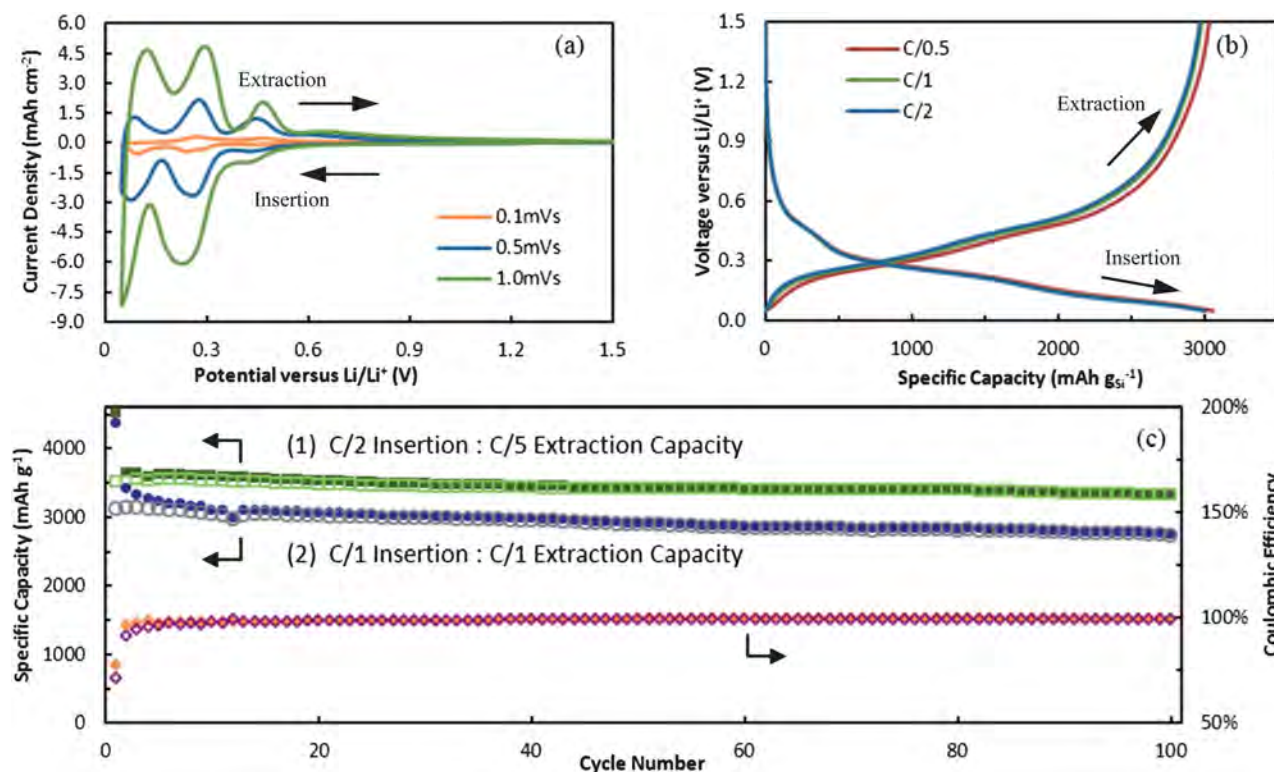 6.0
4.5
3.0
1.5
0.0
-1.5
-3.0
-4.5
-6.0
-7.5
-9.0
Current Density (mAh cm⁻²)
(a)
Extraction
Insertion
0.1mVs
0.5mVs
1.0mVs
0.0 0.3 0.6 0.9 1.2 1.5
Potential versus Li/Li⁺ (V)
1.5
1.2
0.9
0.6
0.3
0.0
Voltage versus Li/Li⁺ (V)
(b)
C/0.5
C/1
C/2
Extraction
Insertion
0 1000 2000 3000
Specific Capacity (mAh gSi⁻¹)
4000
3000
2000
1000
0
Specific Capacity (mAh g⁻¹)
(c)
(1) C/2 Insertion : C/5 Extraction Capacity
(2) C/1 Insertion : C/1 Extraction Capacity
200%
150%
100%
50%
Coulombic Efficiency
0 20 40 60 80 100
Cycle Number